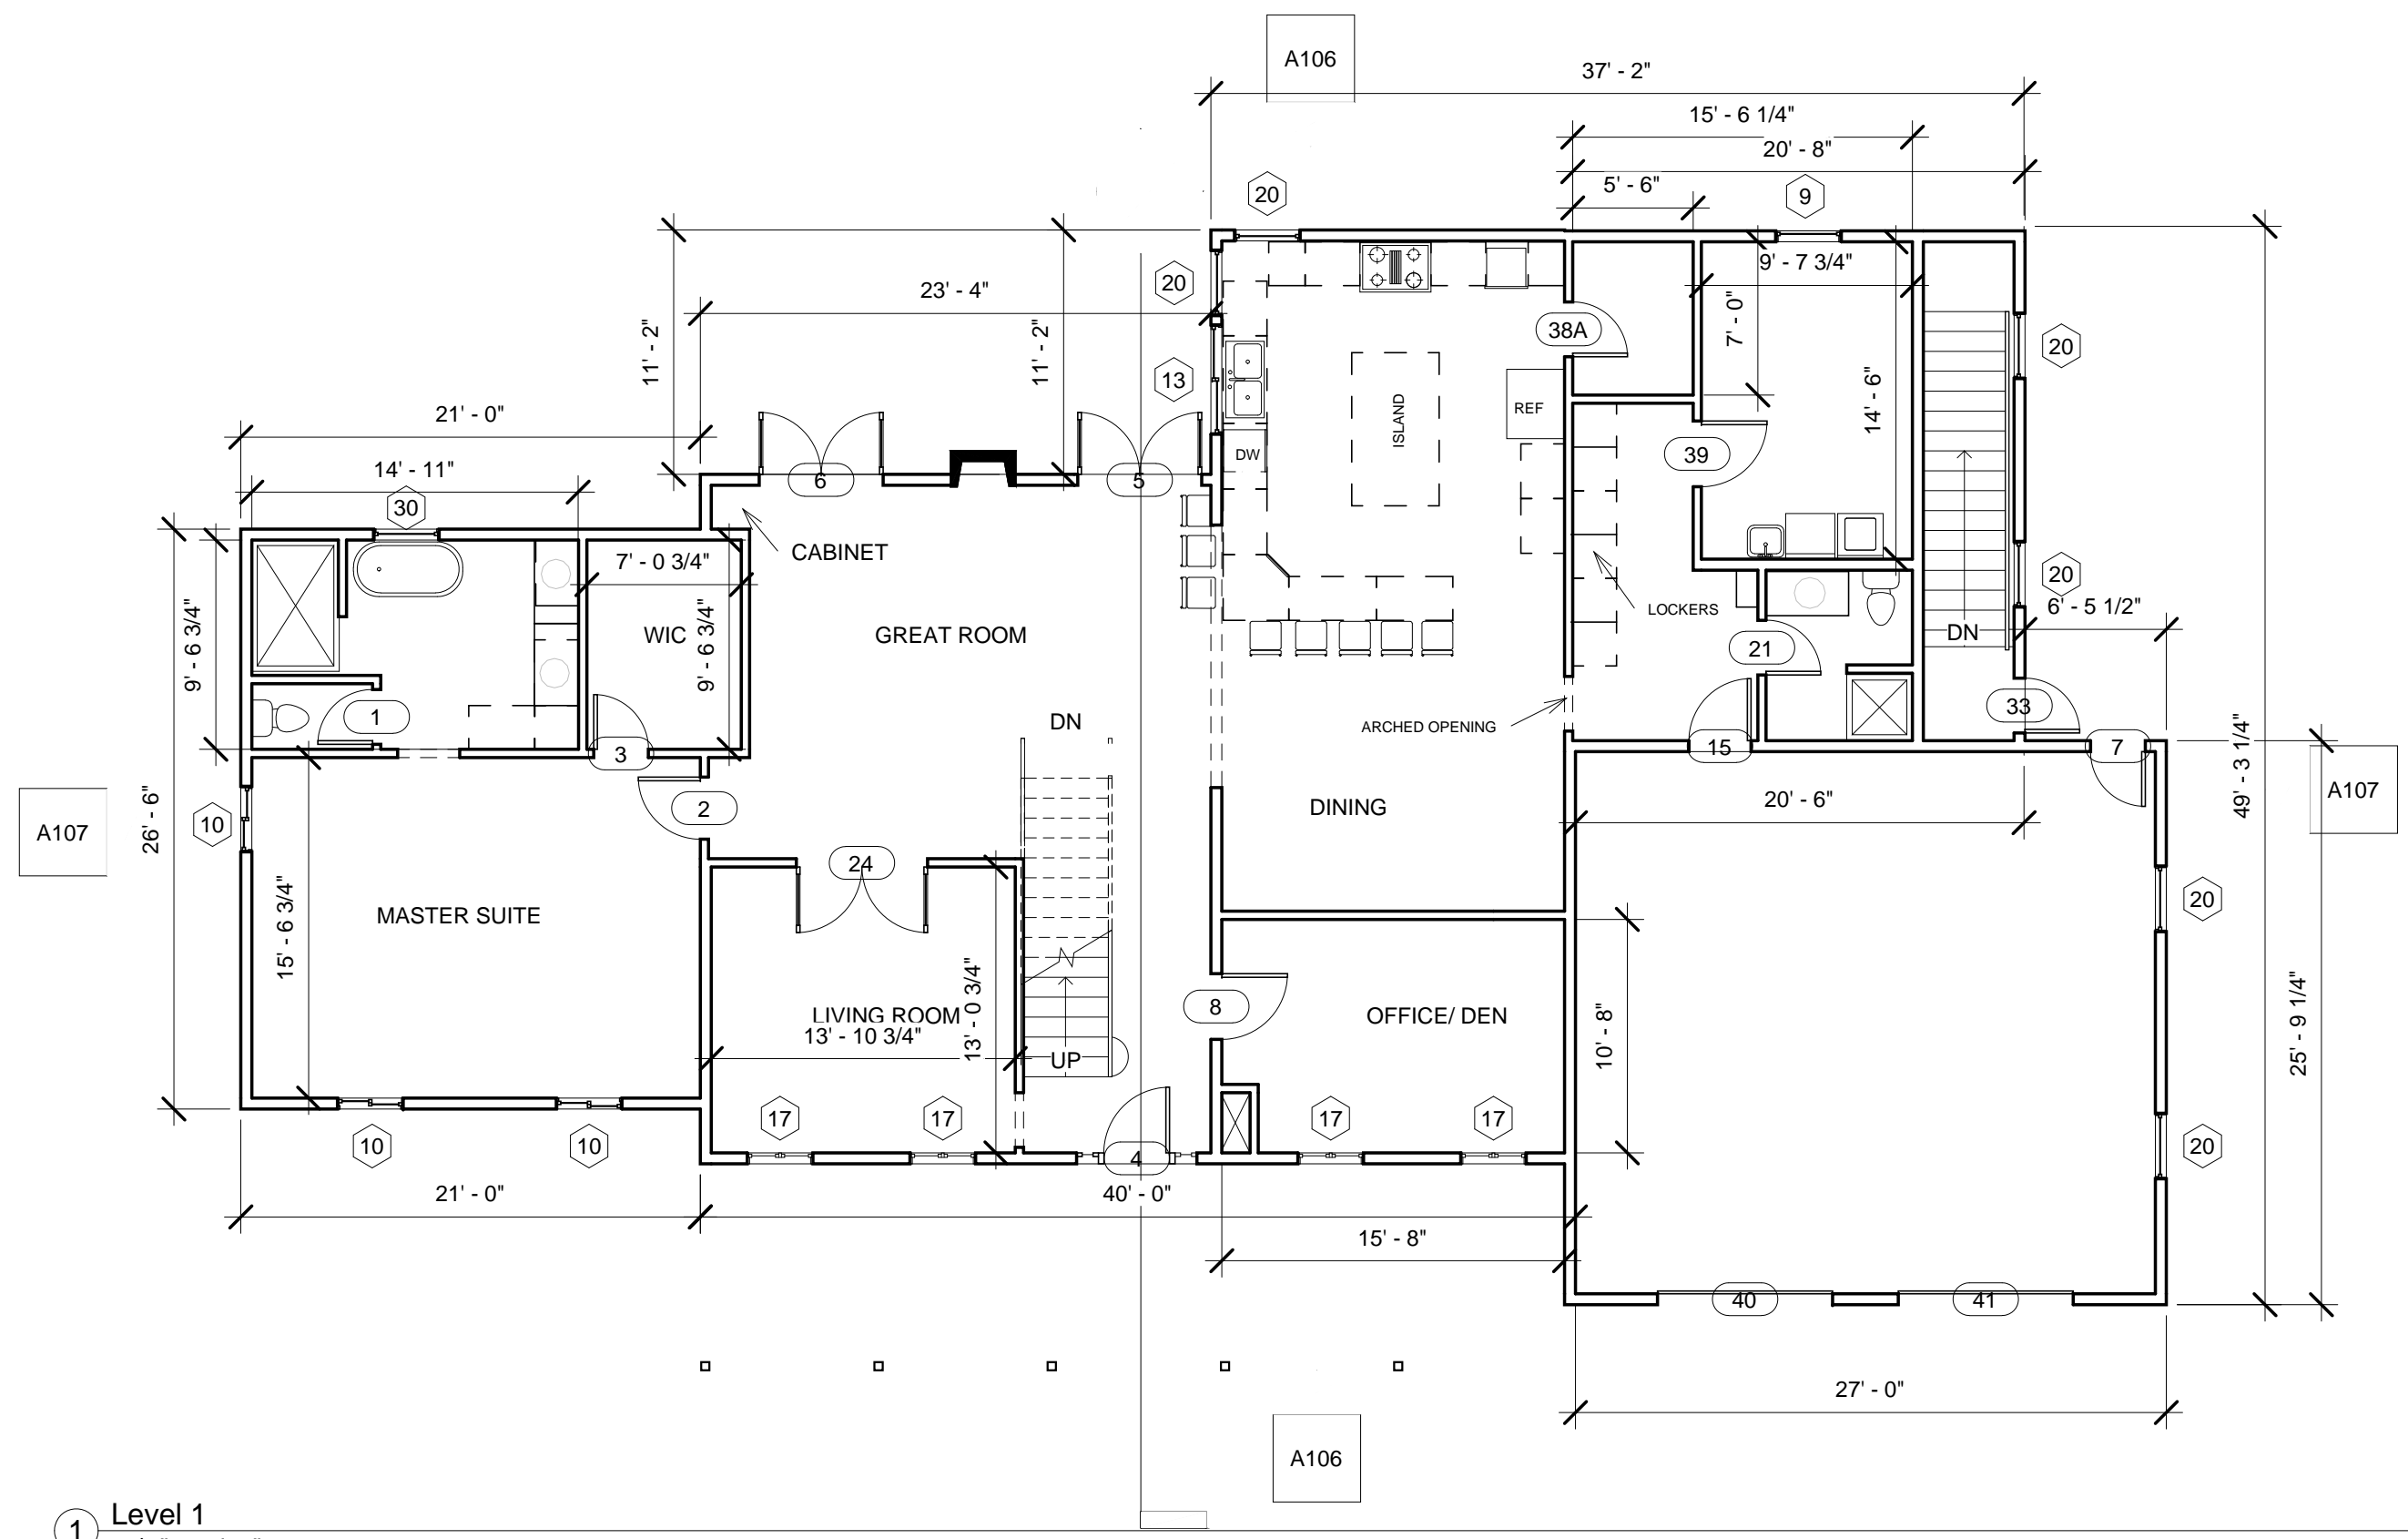 A106
37' - 2"
15' - 6 1/4"
20' - 8"
5' - 6"
20
9
9' - 7 3/4"
20
23' - 4"
11' - 2"
11' - 2"
7' - 0"
38A
20
13
14' - 6"
REF
ISLAND
21' - 0"
DW
39
14' - 11"
6
5
30
CABINET
7' - 0 3/4"
20
6' - 5 1/2"
LOCKERS
9' - 6 3/4"
WIC
9' - 6 3/4"
GREAT ROOM
DN
21
1
DN
ARCHED OPENING
33
3
15
7
49' - 3 1/4"
A107
26' - 6"
10
2
DINING
20' - 6"
A107
24
20
MASTER SUITE
15' - 6 3/4"
LIVING ROOM
13' - 10 3/4"
13' - 0 3/4"
UP
8
OFFICE/ DEN
10' - 8"
25' - 9 1/4"
10
10
17
17
4
17
17
20
21' - 0"
40' - 0"
15' - 8"
40
41
27' - 0"
A106
Level 1
1